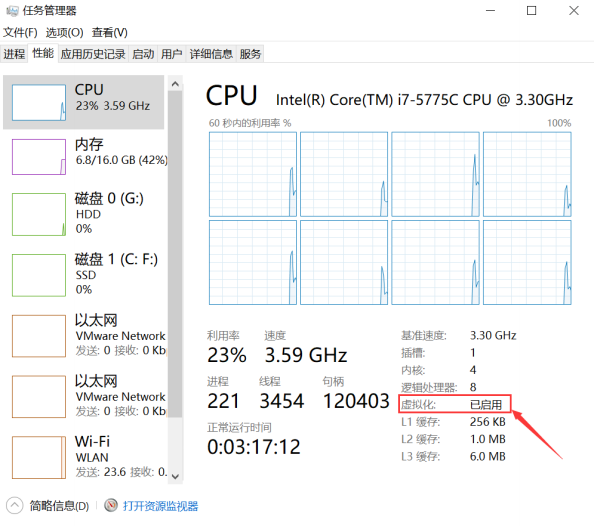 任务管理器
文件(F) 选项(O) 查看(V)
进程 性能 应用历史记录 启动 用户 详细信息 服务
CPU
23% 3.59 GHz
内存
6.8/16.0 GB (42%)
磁盘 0 (G:)
HDD
0%
磁盘 1 (C: F:)
SSD
0%
以太网
VMware Network
发送: 0 接收: 0 Kb
以太网
VMware Network
发送: 0 接收: 0 Kb
Wi-Fi
WLAN
发送: 23.6 接收: 0.
CPU Intel(R) Core(TM) i7-5775C CPU @ 3.30GHz
60 秒内的利用率 % 100%
利用率 速度
23% 3.59 GHz
进程 线程 句柄
221 3454 120403
正常运行时间
0:03:17:12
基准速度: 3.30 GHz
插槽: 1
内核: 4
逻辑处理器: 8
虚拟化: 已启用
L1 缓存: 256 KB
L2 缓存: 1.0 MB
L3 缓存: 6.0 MB
简略信息(D) 打开资源监视器